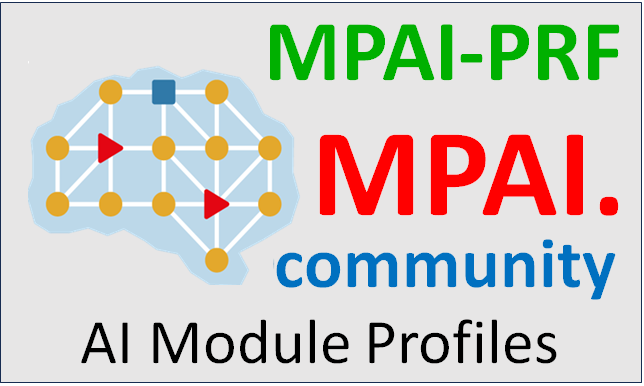 MPAI-PRF
MPAI.
community
AI Module Profiles